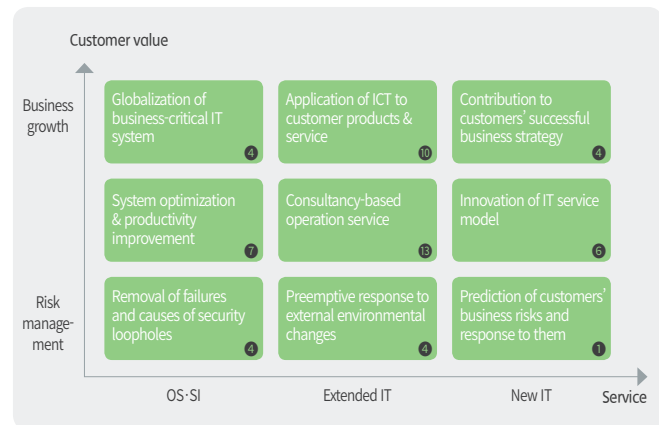 Customer value
Business
growth
Globalization of
business-critical IT
system
4
Application of ICT to
customer products &
service
10
Contribution to
customers' successful
business strategy
4
System optimization
& productivity
improvement
7
Consultancy-based
operation service
13
Innovation of IT service
model
6
Risk
manage-
ment
Removal of failures
and causes of security
loopholes
4
Preemptive response to
external environmental
changes
4
Prediction of customers'
business risks and
response to them
1
OS·SI
Extended IT
New IT
Service